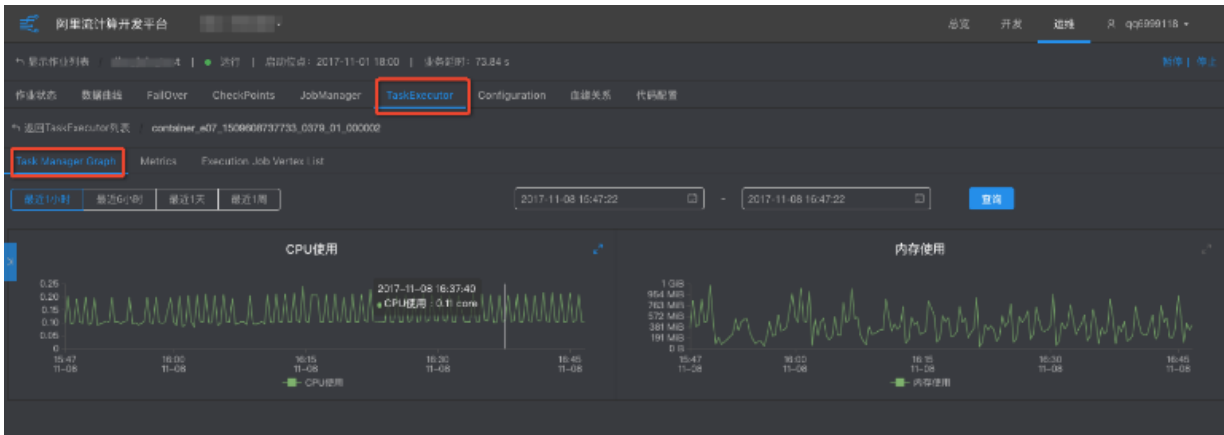 阿里流计算开发平台
总览 开发 运维 qq6999118
显示作业列表 / | 运行 | 启动位点: 2017-11-01 18:00 | 业务延时: 73.84 s
暂停 | 停止
作业状态 数据曲线 FailOver CheckPoints JobManager TaskExecutor Configuration 血缘关系 代码配置
返回TaskExecutor列表 / container_e07_1509608737733_0379_01_000002
Task Manager Graph Metrics Execution Job Vertex List
最近1小时 最近6小时 最近1天 最近1周 2017-11-08 15:47:22 - 2017-11-08 16:47:22 查询
CPU使用
0.25
0.20
0.15
0.10
0.05
0
2017-11-08 16:37:40
CPU使用: 0.11 core
15:47 16:00 16:15 16:30 16:45
11-08 11-08 11-08 11-08 11-08
CPU使用
内存使用
1 GiB
954 MiB
763 MiB
572 MiB
381 MiB
191 MiB
0 B
15:47 16:00 16:15 16:30 16:45
11-08 11-08 11-08 11-08 11-08
内存使用